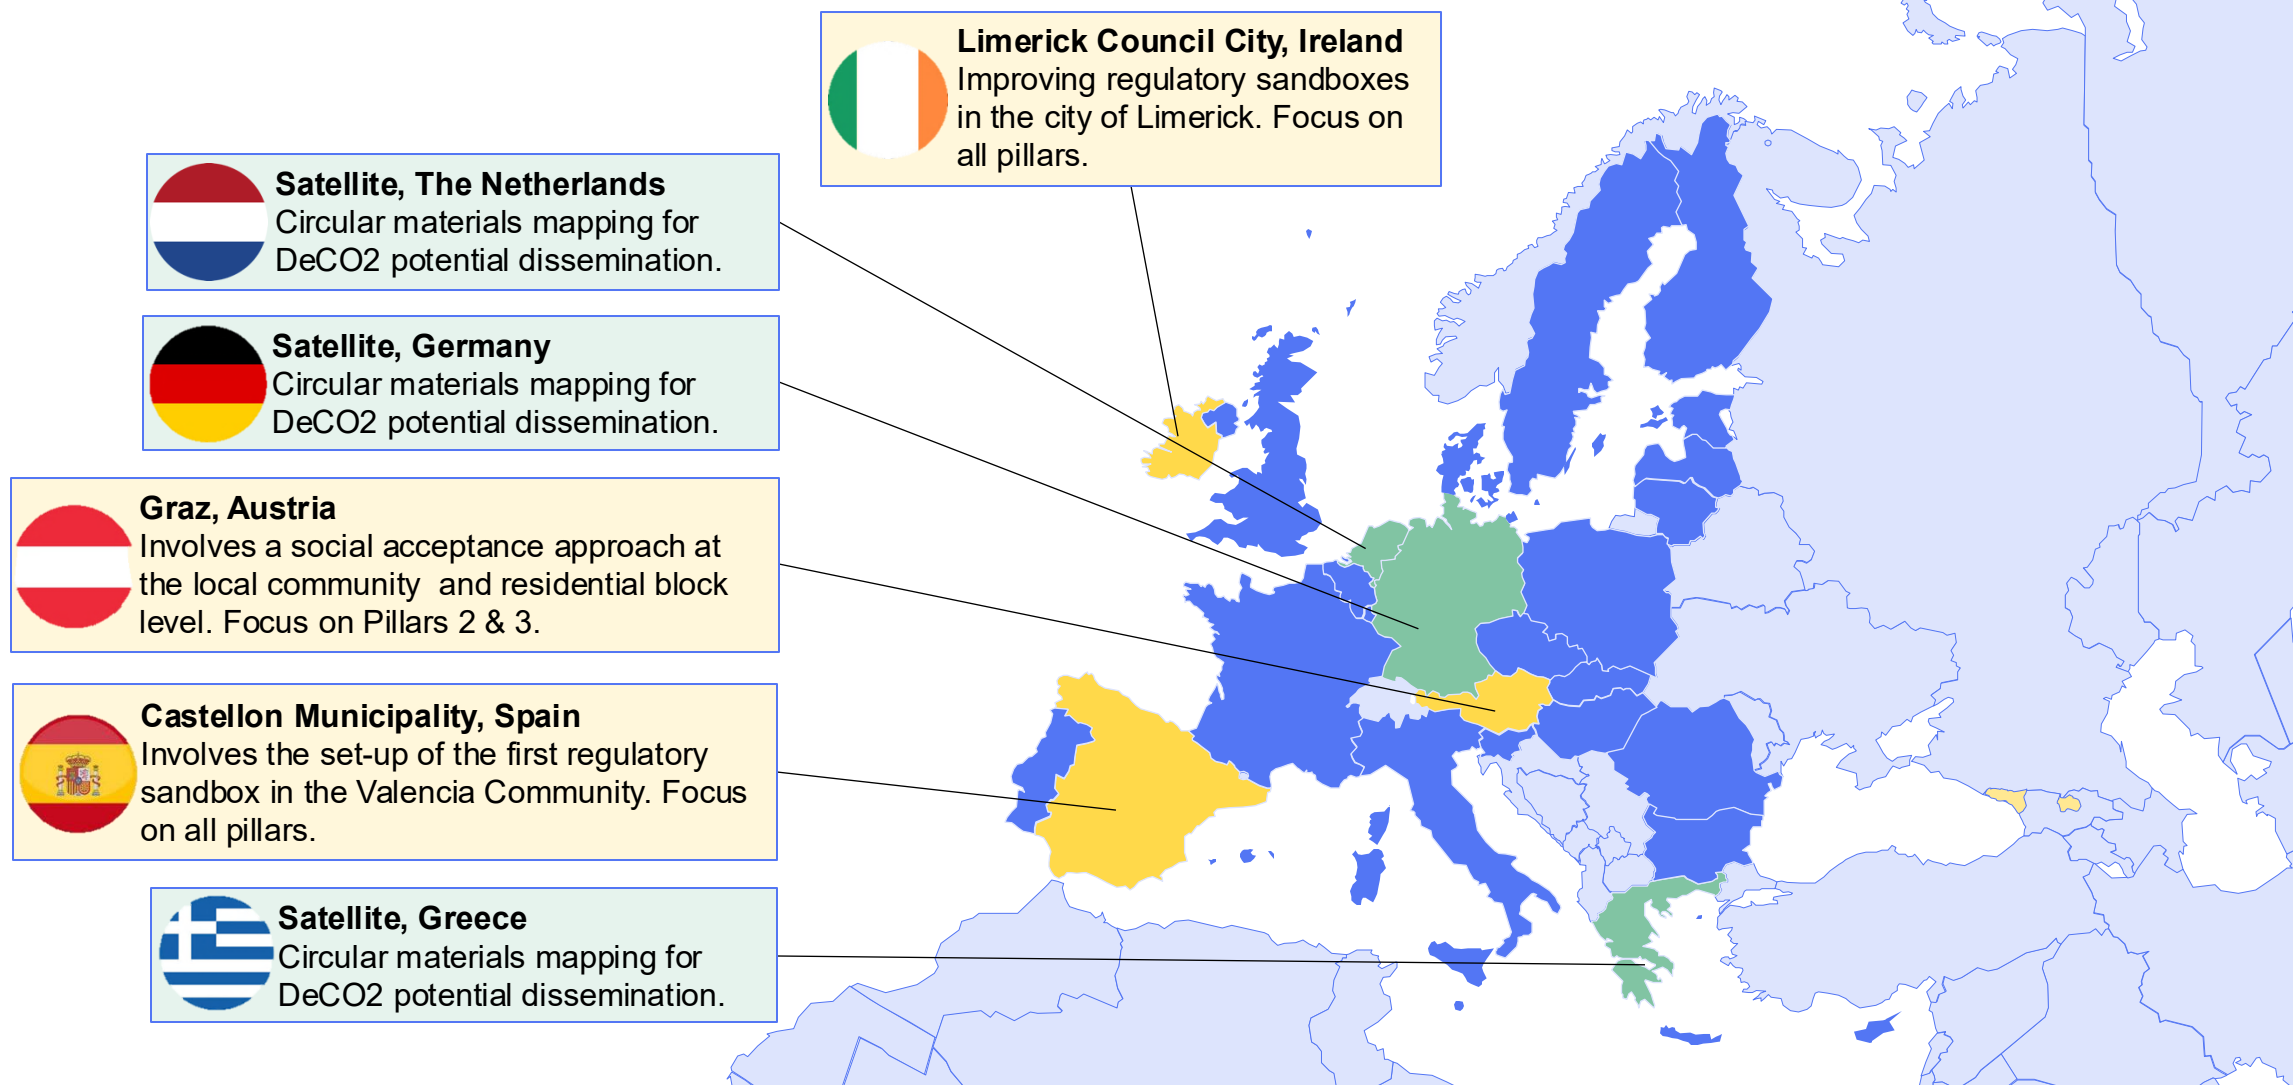 Limerick Council City, Ireland
Improving regulatory sandboxes
in the city of Limerick. Focus on
all pillars.
Satellite, The Netherlands
Circular materials mapping for
DeCO2 potential dissemination.
Satellite, Germany
Circular materials mapping for
DeCO2 potential dissemination.
Graz, Austria
Involves a social acceptance approach at
the local community  and residential block
level. Focus on Pillars 2 & 3.
Castellon Municipality, Spain
Involves the set-up of the first regulatory
sandbox in the Valencia Community. Focus
on all pillars.
Satellite, Greece
Circular materials mapping for
DeCO2 potential dissemination.